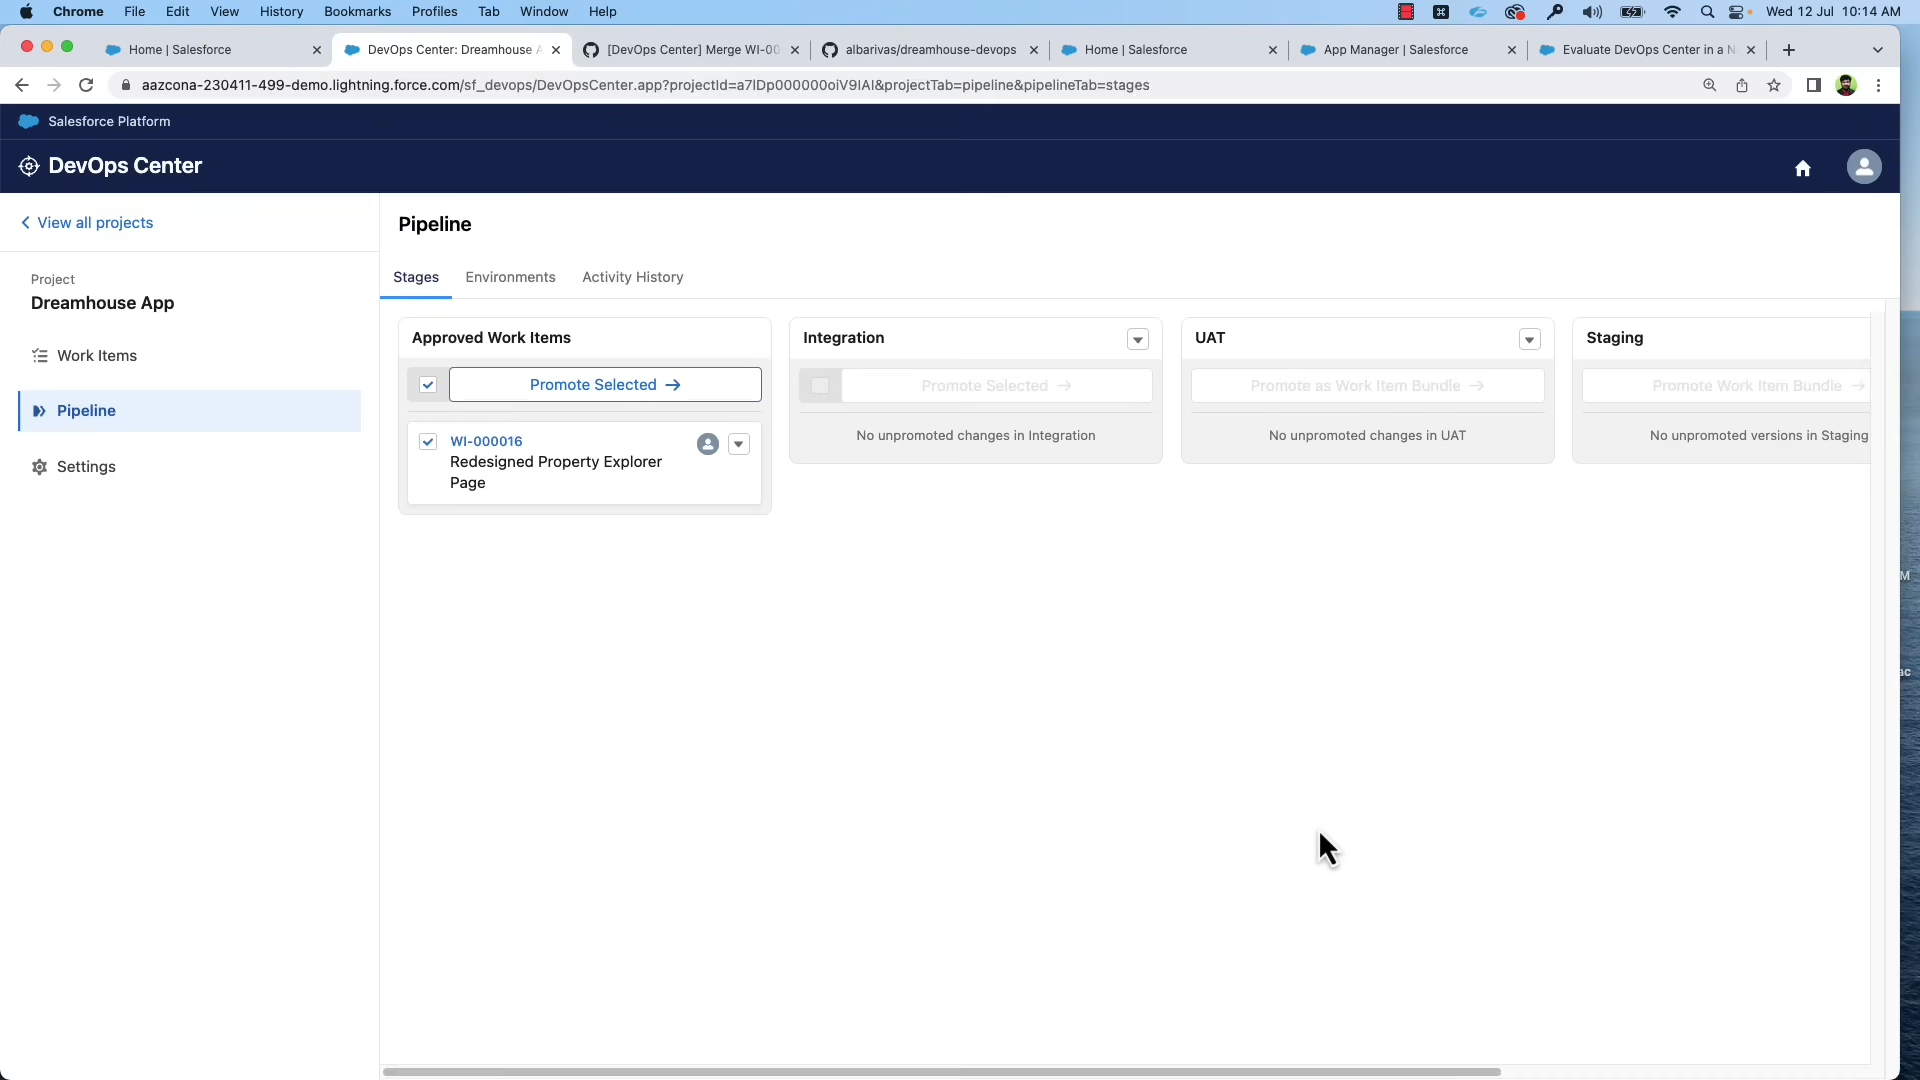 Chrome File Edit View History Bookmarks Profiles Tab Window Help Wed 12 Jul 10:14 AM
Home | Salesforce
DevOps Center: Dreamhouse A
[DevOps Center] Merge WI-00
albarivas/dreamhouse-devops
Home | Salesforce
App Manager | Salesforce
Evaluate DevOps Center in a N
aazcona-230411-499-demo.lightning.force.com/sf_devops/DevOpsCenter.app?projectId=a7lDp000000oiV9IAI&projectTab=pipeline&pipelineTab=stages
Salesforce Platform
DevOps Center
View all projects
Project
Dreamhouse App
Work Items
Pipeline
Settings
Pipeline
Stages Environments Activity History
Approved Work Items
Promote Selected
WI-000016
Redesigned Property Explorer
Page
Integration
Promote Selected
No unpromoted changes in Integration
UAT
Promote as Work Item Bundle
No unpromoted changes in UAT
Staging
Promote Work Item Bundle
No unpromoted versions in Staging